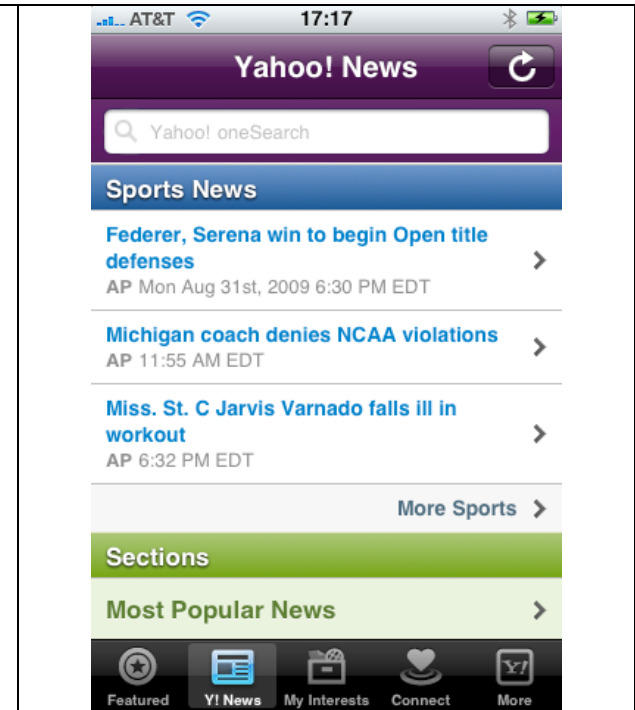 AT&T 17:17
Yahoo! News
Yahoo! oneSearch
Sports News
Federer, Serena win to begin Open title
defenses
AP Mon Aug 31st, 2009 6:30 PM EDT
Michigan coach denies NCAA violations
AP 11:55 AM EDT
Miss. St. C Jarvis Varnado falls ill in
workout
AP 6:32 PM EDT
More Sports
Sections
Most Popular News
Y!
Featured Y! News My Interests Connect More